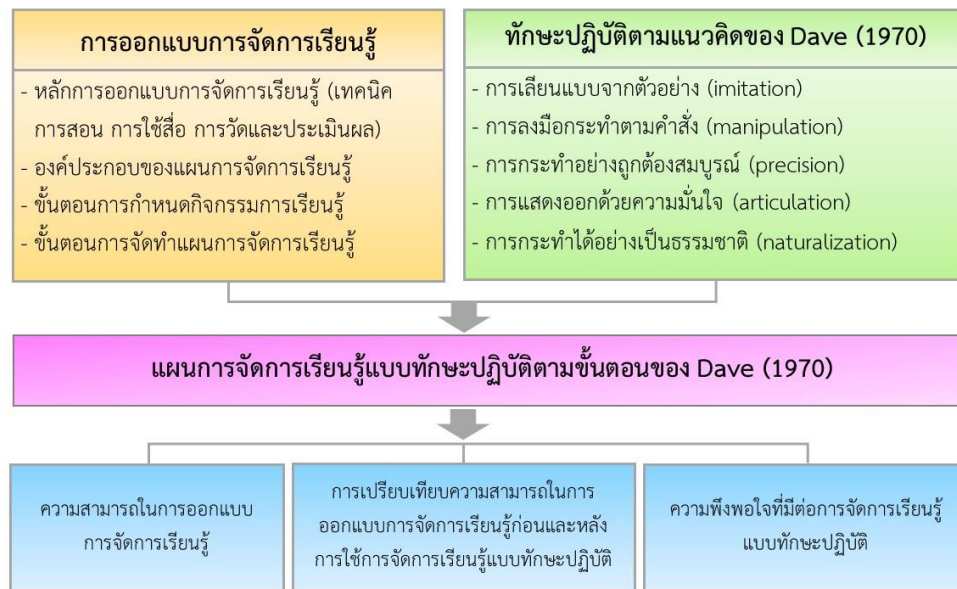 การออกแบบการจัดการเรียนรู้
- หลักการออกแบบการจัดการเรียนรู้ (เทคนิค
การสอน การใช้สื่อ การวัดและประเมินผล)
- องค์ประกอบของแผนการจัดการเรียนรู้
- ขั้นตอนการกำหนดกิจกรรมการเรียนรู้
- ขั้นตอนการจัดทำแผนการจัดการเรียนรู้
ทักษะปฏิบัติตามแนวคิดของ Dave (1970)
- การเลียนแบบจากตัวอย่าง (imitation)
- การลงมือกระทำตามคำสั่ง (manipulation)
- การกระทำอย่างถูกต้องสมบูรณ์ (precision)
- การแสดงออกด้วยความมั่นใจ (articulation)
- การกระทำได้อย่างเป็นธรรมชาติ (naturalization)
แผนการจัดการเรียนรู้แบบทักษะปฏิบัติตามขั้นตอนของ Dave (1970)
ความสามารถในการออกแบบ
การจัดการเรียนรู้
การเปรียบเทียบความสามารถในการ
ออกแบบการจัดการเรียนรู้ก่อนและหลัง
การใช้การจัดการเรียนรู้แบบทักษะปฏิบัติ
ความพึงพอใจที่มีต่อการจัดการเรียนรู้
แบบทักษะปฏิบัติ